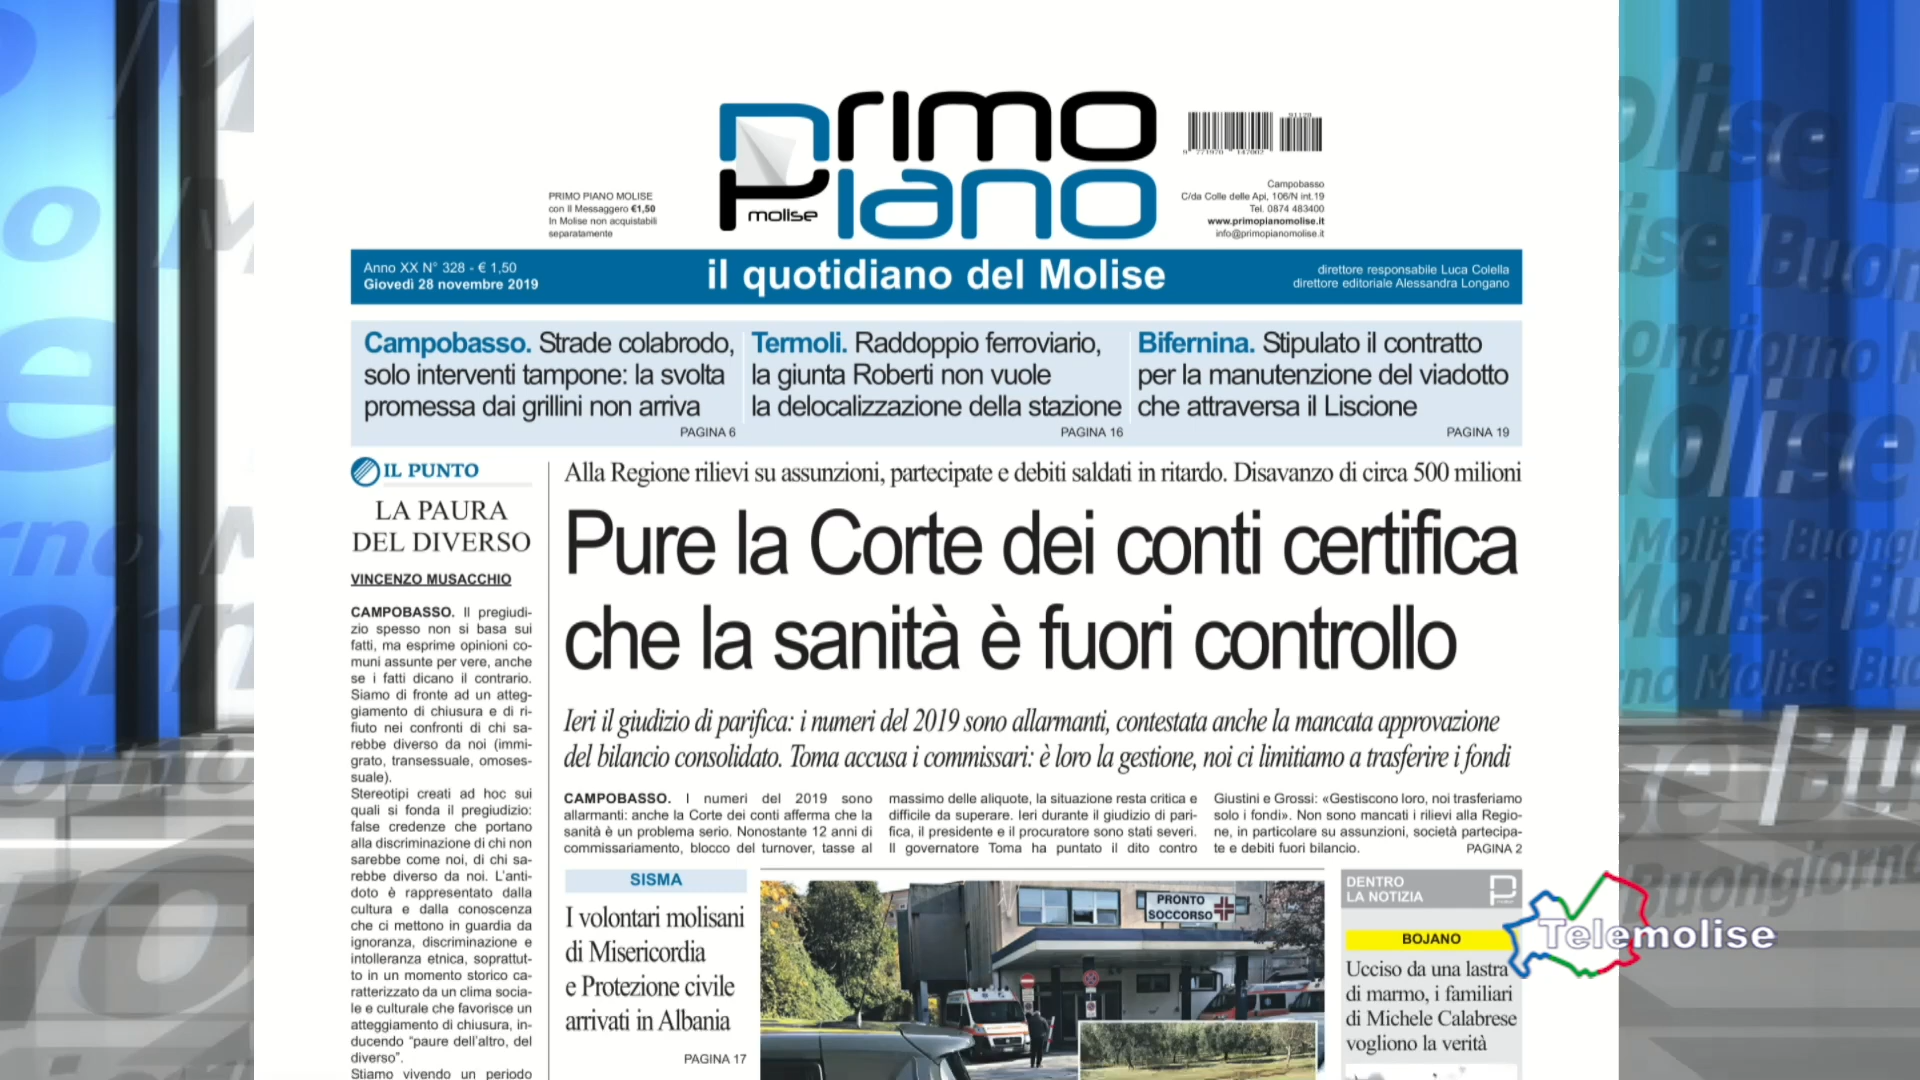 PRIMO
PIANO
molise
PRIMO PIANO MOLISE
con Il Messaggero €1,50
In Molise non acquistabili
separatamente
91128
9 771970 147002
Campobasso
C/da Colle delle Api, 106/N int.19
Tel. 0874 483400
www.primopianomolise.it
info@primopianomolise.it
Anno XX N° 328 - € 1,50
Giovedì 28 novembre 2019
il quotidiano del Molise
direttore responsabile Luca Colella
direttore editoriale Alessandra Longano
Campobasso. Strade colabrodo,
solo interventi tampone: la svolta
promessa dai grillini non arriva
PAGINA 6
Termoli. Raddoppio ferroviario,
la giunta Roberti non vuole
la delocalizzazione della stazione
PAGINA 16
Bifernina. Stipulato il contratto
per la manutenzione del viadotto
che attraversa il Liscione
PAGINA 19
IL PUNTO
LA PAURA
DEL DIVERSO
VINCENZO MUSACCHIO
CAMPOBASSO. Il pregiudi-
zio spesso non si basa sui
fatti, ma esprime opinioni co-
muni assunte per vere, anche
se i fatti dicano il contrario.
Siamo di fronte ad un atteg-
giamento di chiusura e di ri-
fiuto nei confronti di chi sa-
rebbe diverso da noi (immi-
grato, transessuale, omoses-
suale).
Stereotipi creati ad hoc sui
quali si fonda il pregiudizio:
false credenze che portano
alla discriminazione di chi non
sarebbe come noi, di chi sa-
rebbe diverso da noi. L'anti-
doto è rappresentato dalla
cultura e dalla conoscenza
che ci mettono in guardia da
ignoranza, discriminazione e
intolleranza etnica, soprattut-
to in un momento storico ca-
ratterizzato da un clima socia-
le e culturale che favorisce un
atteggiamento di chiusura, in-
ducendo "paure dell'altro, del
diverso".
Stiamo vivendo un periodo
Alla Regione rilievi su assunzioni, partecipate e debiti saldati in ritardo. Disavanzo di circa 500 milioni
Pure la Corte dei conti certifica
che la sanità è fuori controllo
Ieri il giudizio di parifica: i numeri del 2019 sono allarmanti, contestata anche la mancata approvazione
del bilancio consolidato. Toma accusa i commissari: è loro la gestione, noi ci limitiamo a trasferire i fondi
CAMPOBASSO. I numeri del 2019 sono
allarmanti: anche la Corte dei conti afferma che la
sanità è un problema serio. Nonostante 12 anni di
commissariamento, blocco del turnover, tasse al
massimo delle aliquote, la situazione resta critica e
difficile da superare. Ieri durante il giudizio di pari-
fica, il presidente e il procuratore sono stati severi.
Il governatore Toma ha puntato il dito contro
Giustini e Grossi: «Gestiscono loro, noi trasferiamo
solo i fondi». Non sono mancati i rilievi alla Regio-
ne, in particolare su assunzioni, società partecipa-
te e debiti fuori bilancio.
PAGINA 2
SISMA
I volontari molisani
di Misericordia
e Protezione civile
arrivati in Albania
PAGINA 17
PRONTO
SOCCORSO
DENTRO
LA NOTIZIA
BOJANO
Ucciso da una lastra
di marmo, i familiari
di Michele Calabrese
vogliono la verità
Telemolise
Buongiorno Molise